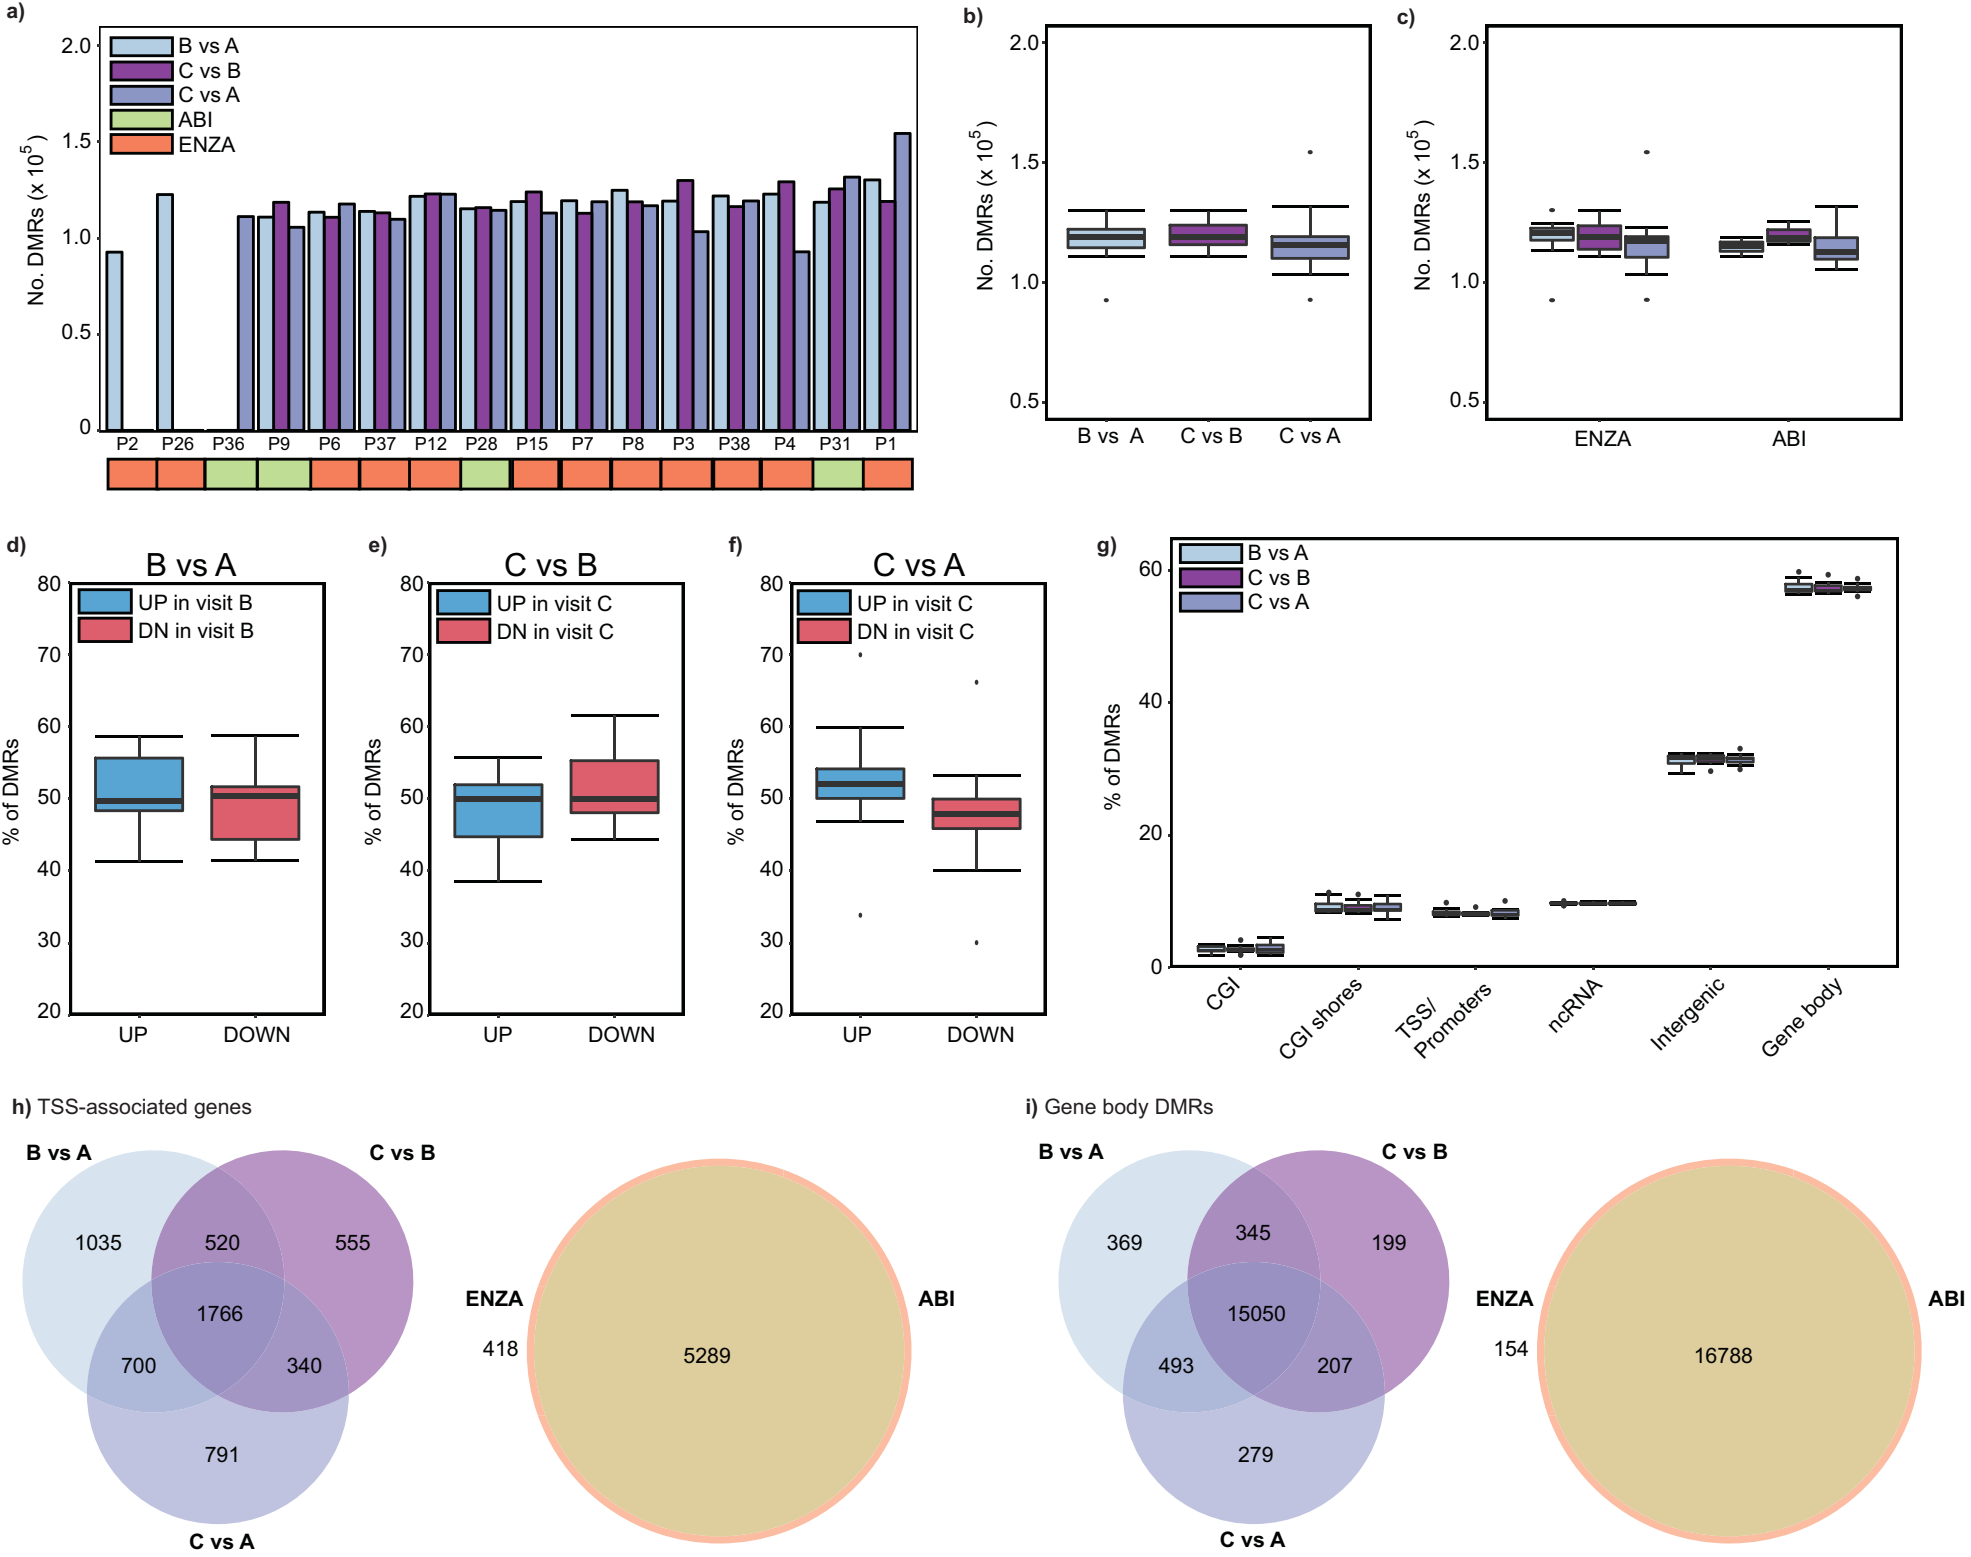 a)
2.0
1.5
1.0
0.5
0
No. DMRs (x 10^5)
B vs A
C vs B
C vs A
ABI
ENZA
P2 P26 P36 P9 P6 P37 P12 P28 P15 P7 P8 P3 P38 P4 P31 P1
b)
2.0
1.5
1.0
0.5
No. DMRs (x 10^5)
B vs A C vs B C vs A
c)
2.0
1.5
1.0
0.5
No. DMRs (x 10^5)
ENZA ABI
d)
B vs A
80
70
60
50
40
30
20
% of DMRs
UP in visit B
DN in visit B
UP DOWN
e)
C vs B
80
70
60
50
40
30
20
% of DMRs
UP in visit C
DN in visit C
UP DOWN
f)
C vs A
80
70
60
50
40
30
20
% of DMRs
UP in visit C
DN in visit C
UP DOWN
g)
60
40
20
0
% of DMRs
B vs A
C vs B
C vs A
CGI
CGI shores
TSS/
Promoters
ncRNA
Intergenic
Gene body
h) TSS-associated genes
B vs A
C vs B
1035
520
555
1766
700
340
791
C vs A
ENZA
418
5289
ABI
i) Gene body DMRs
B vs A
C vs B
369
345
199
15050
493
207
279
C vs A
ENZA
154
16788
ABI